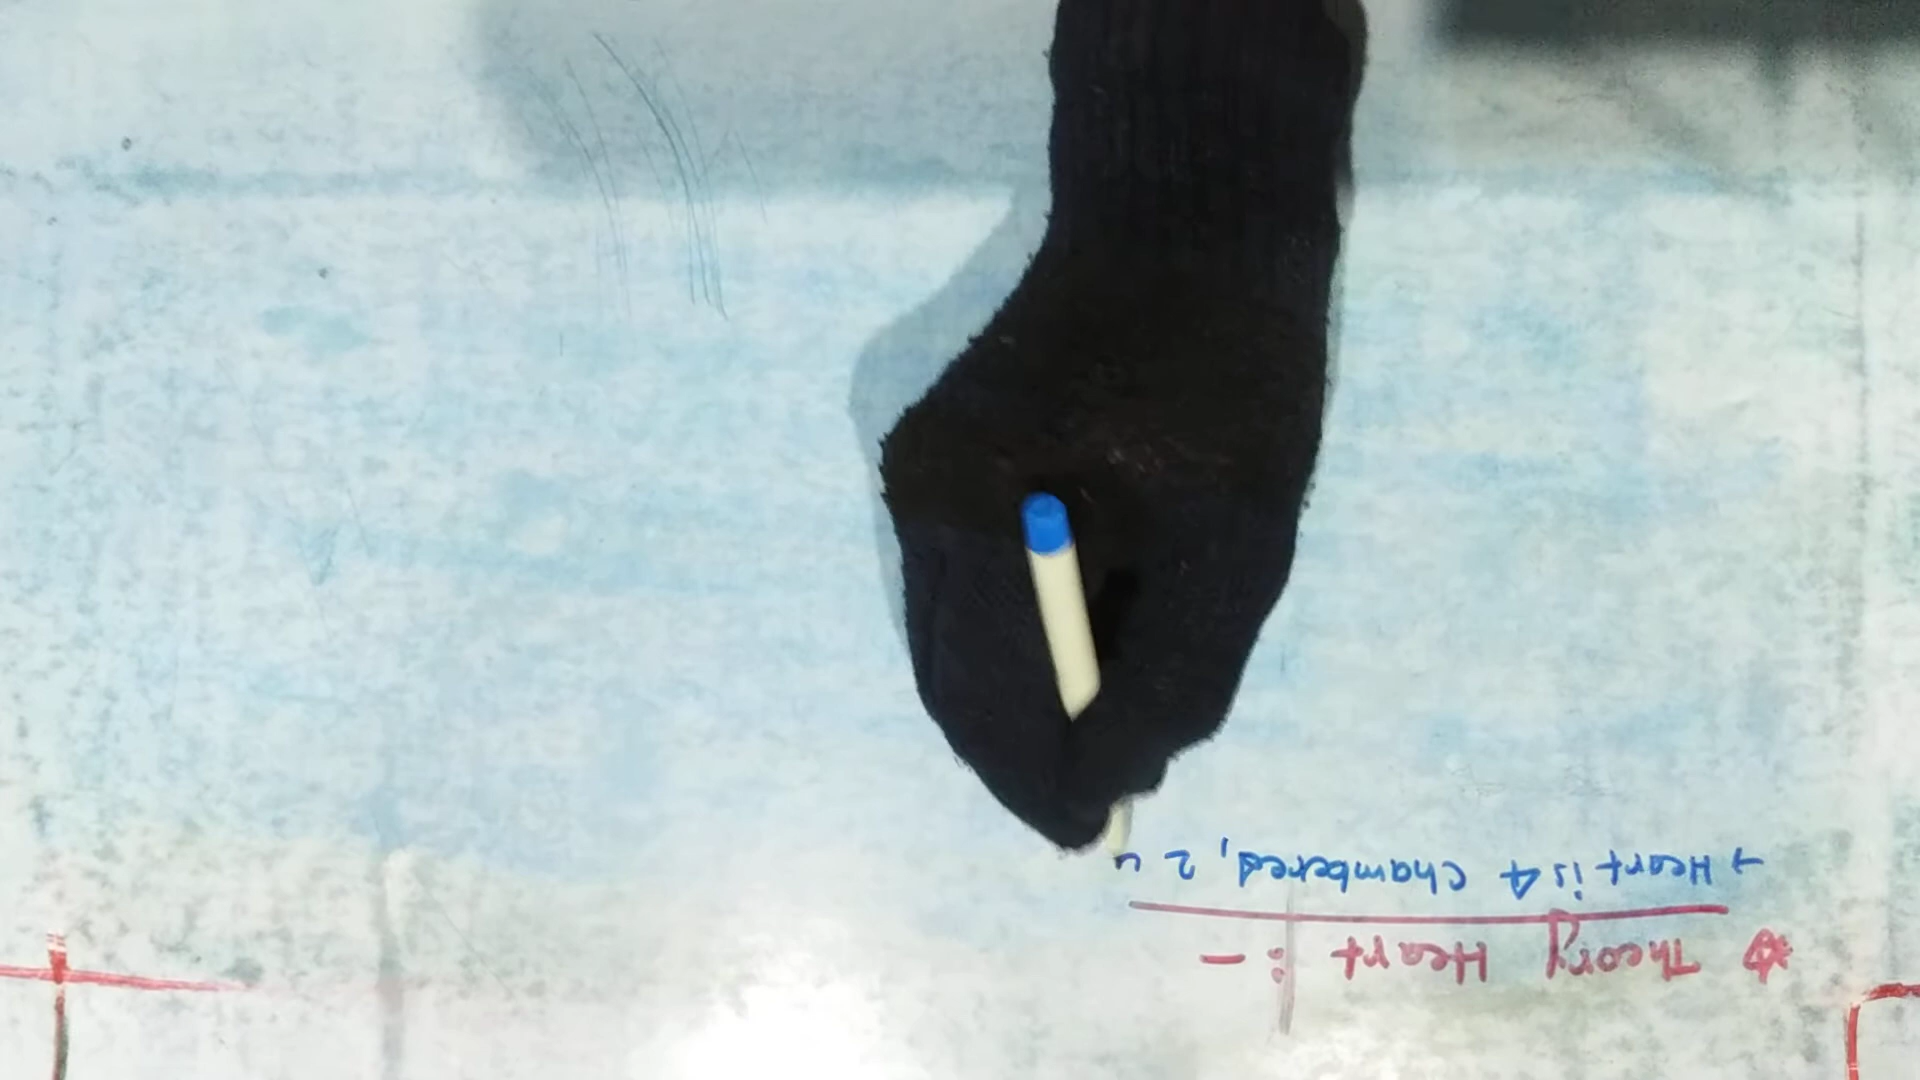 ☆ Theory Heart :-
→ Heart is 4 chambered, 2 u